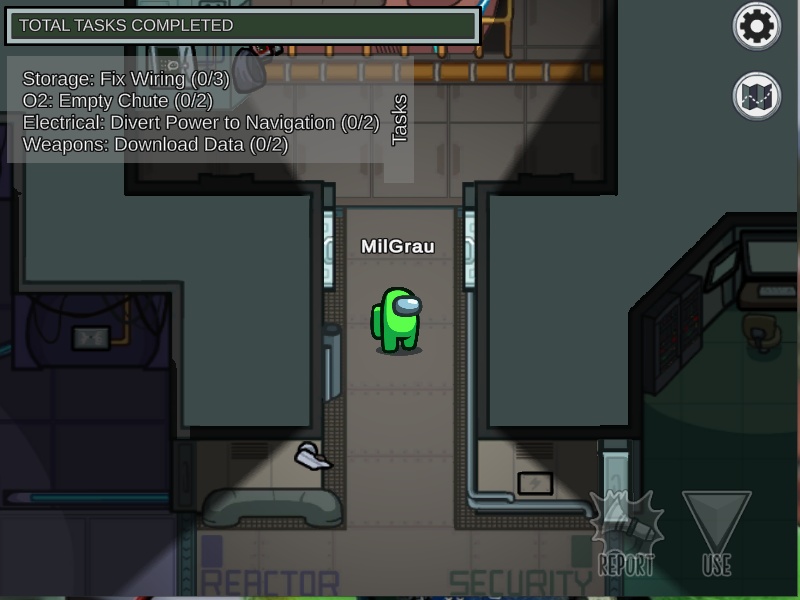 TOTAL TASKS COMPLETED
Storage: Fix Wiring (0/3)
O2: Empty Chute (0/2)
Electrical: Divert Power to Navigation (0/2)
Weapons: Download Data (0/2)
Tasks
MilGrau
REPORT
USE
REACTOR
SECURITY